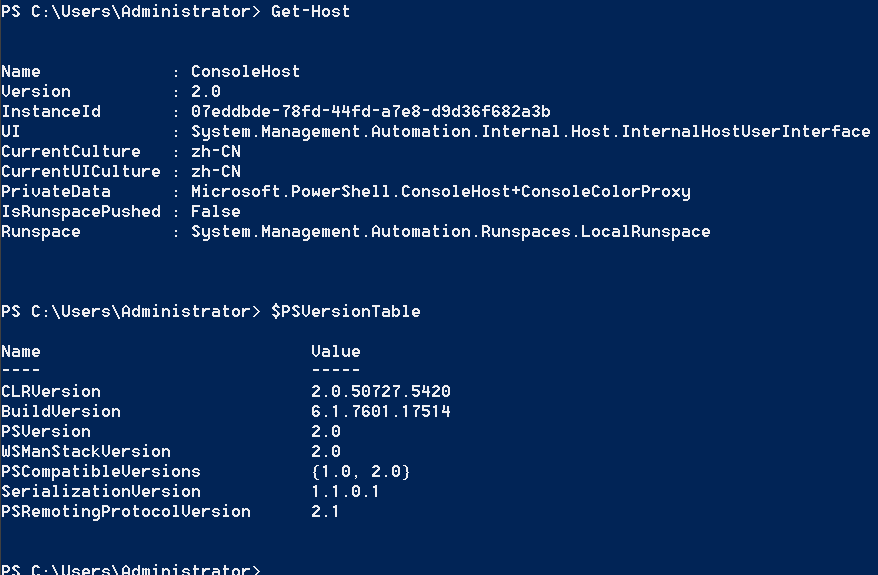 PS C:\Users\Administrator> Get-Host
Name : ConsoleHost
Version : 2.0
InstanceId : 07eddbde-78fd-44fd-a7e8-d9d36f682a3b
UI : System.Management.Automation.Internal.Host.InternalHostUserInterface
CurrentCulture : zh-CN
CurrentUICulture : zh-CN
PrivateData : Microsoft.PowerShell.ConsoleHost+ConsoleColorProxy
IsRunspacePushed : False
Runspace : System.Management.Automation.Runspaces.LocalRunspace
PS C:\Users\Administrator> $PSVersionTable
Name Value
---- -----
CLRVersion 2.0.50727.5420
BuildVersion 6.1.7601.17514
PSVersion 2.0
WSManStackVersion 2.0
PSCompatibleVersions {1.0, 2.0}
SerializationVersion 1.1.0.1
PSRemotingProtocolVersion 2.1
PS C:\Users\Administrator>